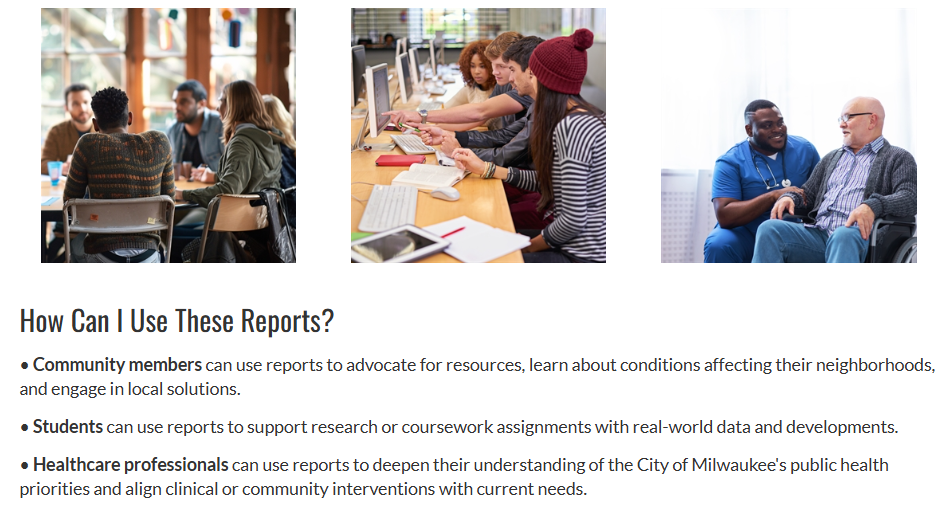 How Can I Use These Reports?
• Community members can use reports to advocate for resources, learn about conditions affecting their neighborhoods,
and engage in local solutions.
• Students can use reports to support research or coursework assignments with real-world data and developments.
• Healthcare professionals can use reports to deepen their understanding of the City of Milwaukee's public health
priorities and align clinical or community interventions with current needs.